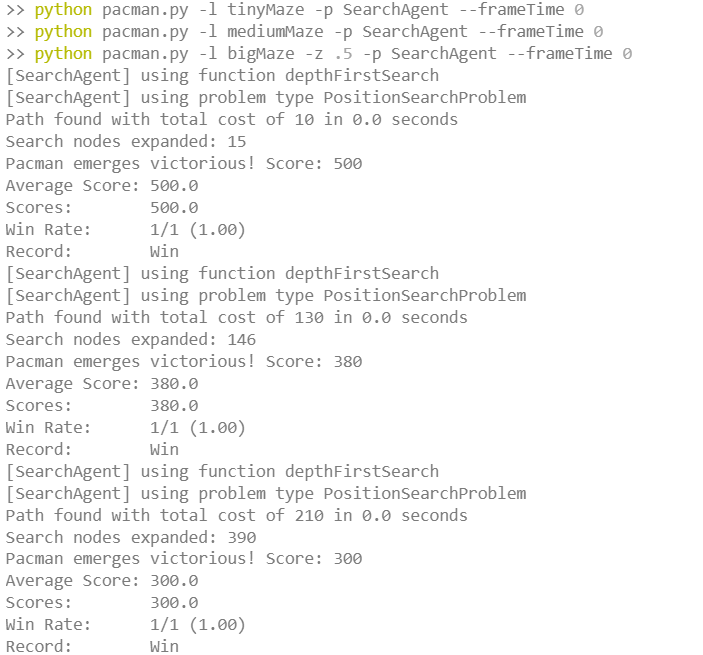 >> python pacman.py -l tinyMaze -p SearchAgent --frameTime 0
>> python pacman.py -l mediumMaze -p SearchAgent --frameTime 0
>> python pacman.py -l bigMaze -z .5 -p SearchAgent --frameTime 0
[SearchAgent] using function depthFirstSearch
[SearchAgent] using problem type PositionSearchProblem
Path found with total cost of 10 in 0.0 seconds
Search nodes expanded: 15
Pacman emerges victorious! Score: 500
Average Score: 500.0
Scores:        500.0
Win Rate:      1/1 (1.00)
Record:        Win
[SearchAgent] using function depthFirstSearch
[SearchAgent] using problem type PositionSearchProblem
Path found with total cost of 130 in 0.0 seconds
Search nodes expanded: 146
Pacman emerges victorious! Score: 380
Average Score: 380.0
Scores:        380.0
Win Rate:      1/1 (1.00)
Record:        Win
[SearchAgent] using function depthFirstSearch
[SearchAgent] using problem type PositionSearchProblem
Path found with total cost of 210 in 0.0 seconds
Search nodes expanded: 390
Pacman emerges victorious! Score: 300
Average Score: 300.0
Scores:        300.0
Win Rate:      1/1 (1.00)
Record:        Win